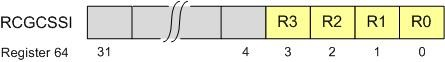 RCGCSSI R3 R2 R1 R0
Register 64 31 4 3 2 1 0